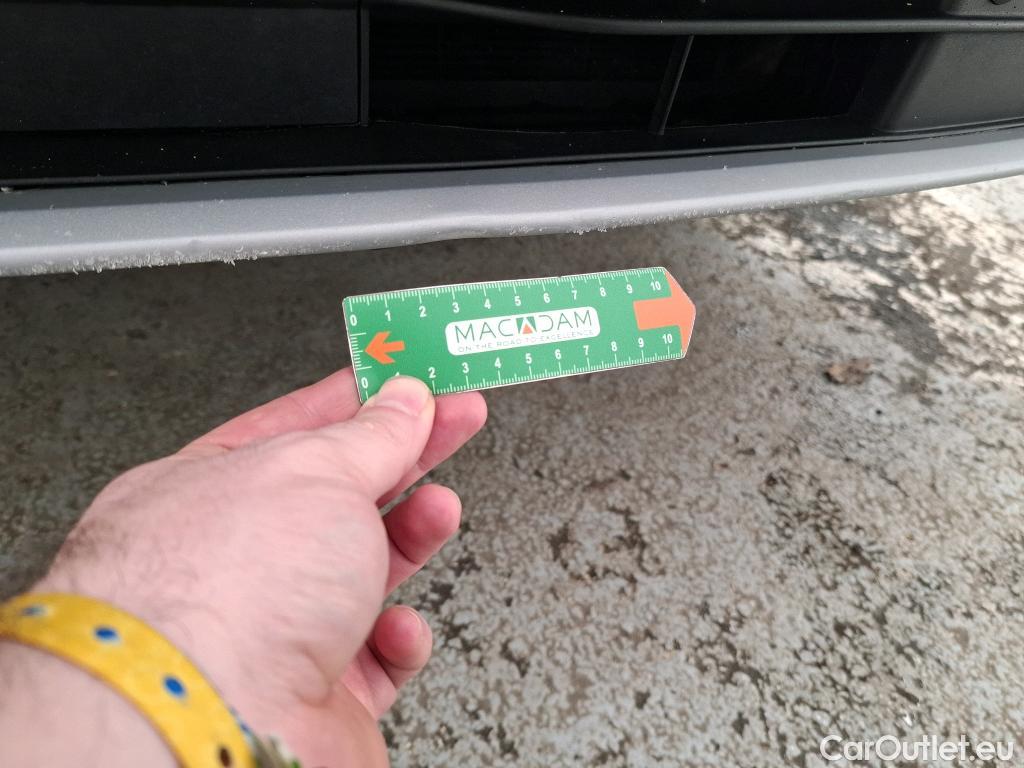 0 1 2 3 4 5 6 7 8 9 10
MACADAM
ON THE ROAD TO EXCELLENCE
0 1 2 3 4 5 6 7 8 9 10
CarOutlet.eu